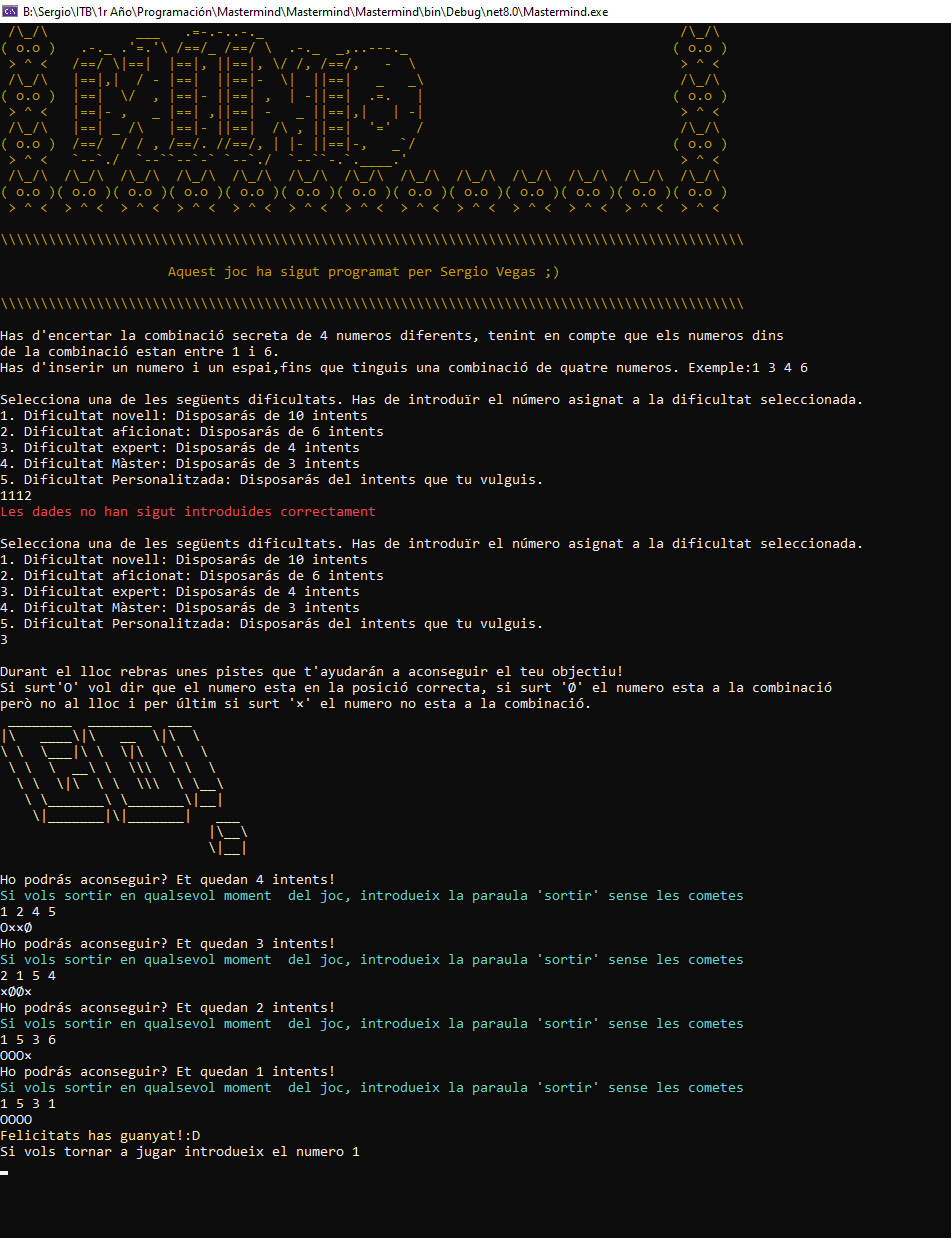 B:\Sergio\ITB\1r Año\Programación\Mastermind\Mastermind\Mastermind\bin\Debug\net8.0\Mastermind.exe
Aquest joc ha sigut programat per Sergio Vegas ;)
Has d'encertar la combinació secreta de 4 numeros diferents, tenint en compte que els numeros dins
de la combinació estan entre 1 i 6.
Has d'inserir un numero i un espai,fins que tinguis una combinació de quatre numeros. Exemple:1 3 4 6
Selecciona una de les següents dificultats. Has de introduïr el número asignat a la dificultat seleccionada.
1. Dificultat novell: Disposarás de 10 intents
2. Dificultat aficionat: Disposarás de 6 intents
3. Dificultat expert: Disposarás de 4 intents
4. Dificultat Màster: Disposarás de 3 intents
5. Dificultat Personalitzada: Disposarás del intents que tu vulguis.
1112
Les dades no han sigut introduides correctament
Selecciona una de les següents dificultats. Has de introduïr el número asignat a la dificultat seleccionada.
1. Dificultat novell: Disposarás de 10 intents
2. Dificultat aficionat: Disposarás de 6 intents
3. Dificultat expert: Disposarás de 4 intents
4. Dificultat Màster: Disposarás de 3 intents
5. Dificultat Personalitzada: Disposarás del intents que tu vulguis.
3
Durant el lloc rebras unes pistes que t'ayudarán a aconseguir el teu objectiu!
Si surt'O' vol dir que el numero esta en la posició correcta, si surt 'Ø' el numero esta a la combinació
però no al lloc i per últim si surt '×' el numero no esta a la combinació.
GO!
Ho podrás aconseguir? Et quedan 4 intents!
Si vols sortir en qualsevol moment  del joc, introdueix la paraula 'sortir' sense les cometes
1 2 4 5
O××Ø
Ho podrás aconseguir? Et quedan 3 intents!
Si vols sortir en qualsevol moment  del joc, introdueix la paraula 'sortir' sense les cometes
2 1 5 4
×ØØ×
Ho podrás aconseguir? Et quedan 2 intents!
Si vols sortir en qualsevol moment  del joc, introdueix la paraula 'sortir' sense les cometes
1 5 3 6
OOO×
Ho podrás aconseguir? Et quedan 1 intents!
Si vols sortir en qualsevol moment  del joc, introdueix la paraula 'sortir' sense les cometes
1 5 3 1
OOOO
Felicitats has guanyat!:D
Si vols tornar a jugar introdueix el numero 1